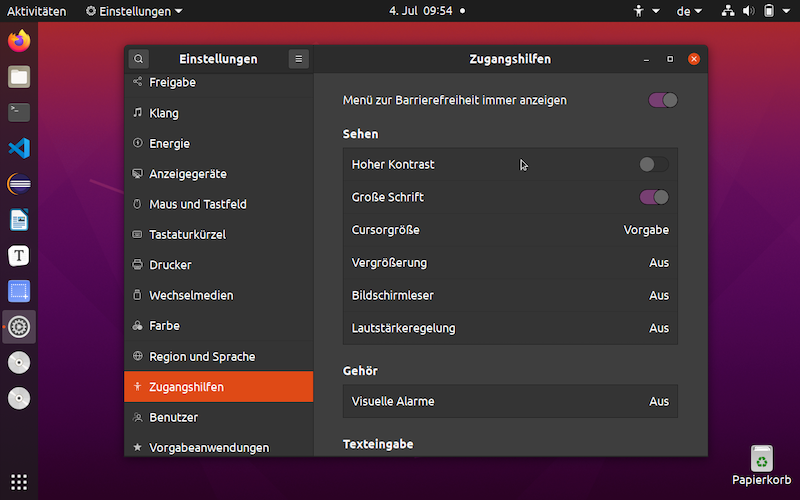 Aktivitäten
Einstellungen
4. Jul 09:54
de
Einstellungen
Zugangshilfen
Freigabe
Klang
Energie
Anzeigegeräte
Maus und Tastfeld
Tastaturkürzel
Drucker
Wechselmedien
Farbe
Region und Sprache
Zugangshilfen
Benutzer
Vorgabeanwendungen
Menü zur Barrierefreiheit immer anzeigen
Sehen
Hoher Kontrast
Große Schrift
Cursorgröße Vorgabe
Vergrößerung Aus
Bildschirmleser Aus
Lautstärkeregelung Aus
Gehör
Visuelle Alarme Aus
Texteingabe
T
Papierkorb